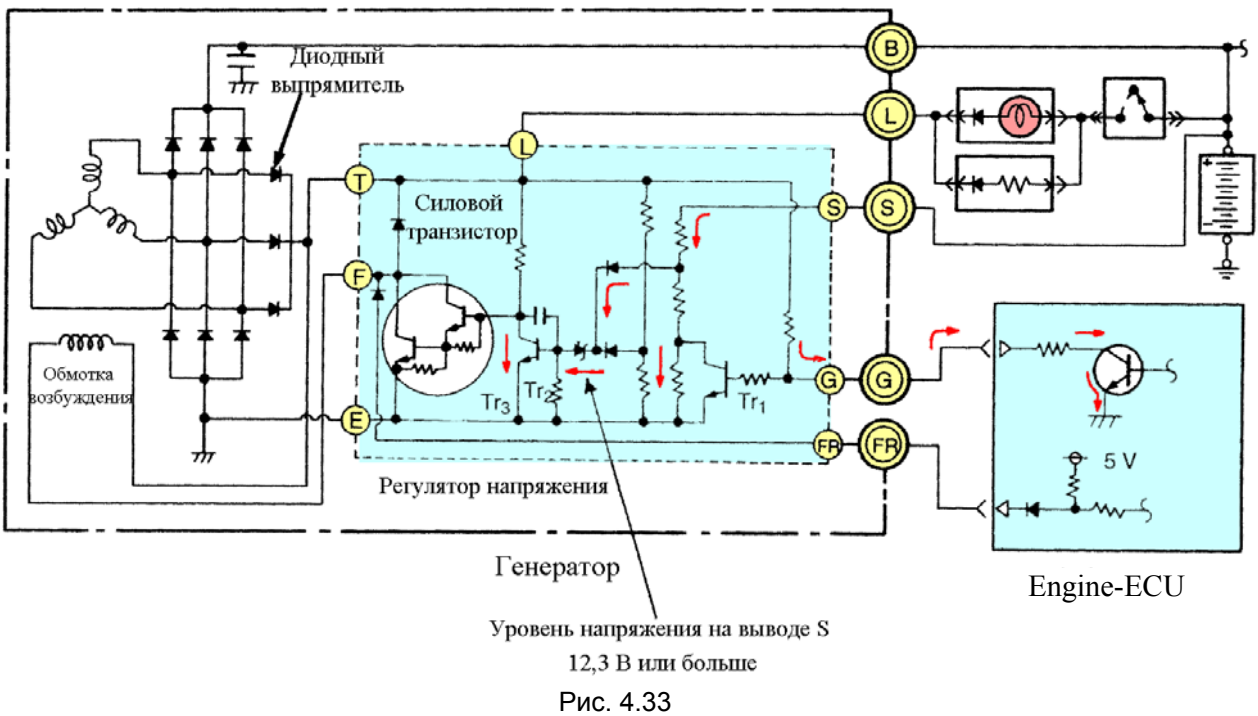 B
Диодный
выпрямитель
L
L
T
Силовой
транзистор
S
S
F
Обмотка
возбуждения
Tr3
Tr2
Tr1
G
G
E
FR
FR
5 V
Регулятор напряжения
Генератор
Engine-ECU
Уровень напряжения на выводе S
12,3 В или больше
Рис. 4.33